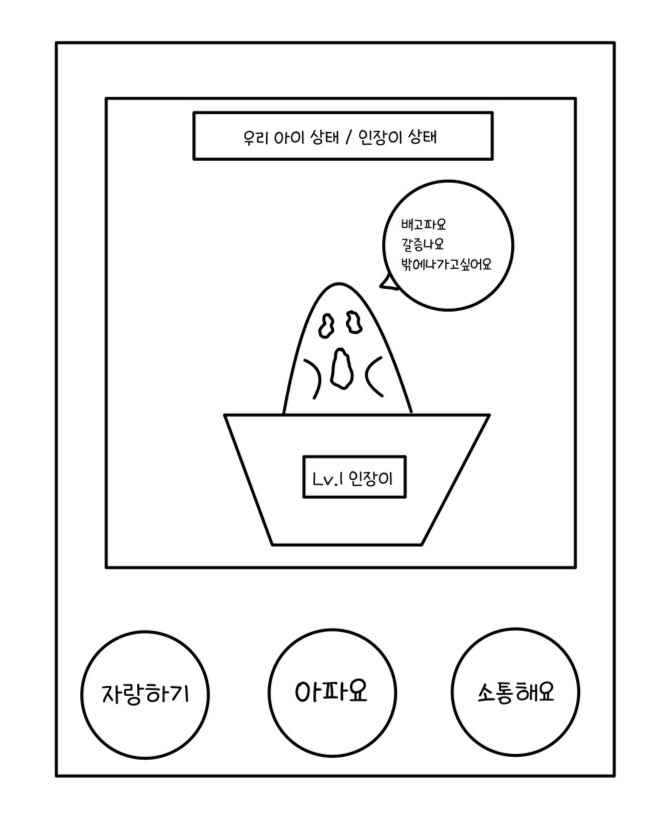 우리 아이 상태 / 인장이 상태
배고파요
갈증나요
밖에나가고싶어요
Lv.1 인장이
자랑하기
아파요
소통해요